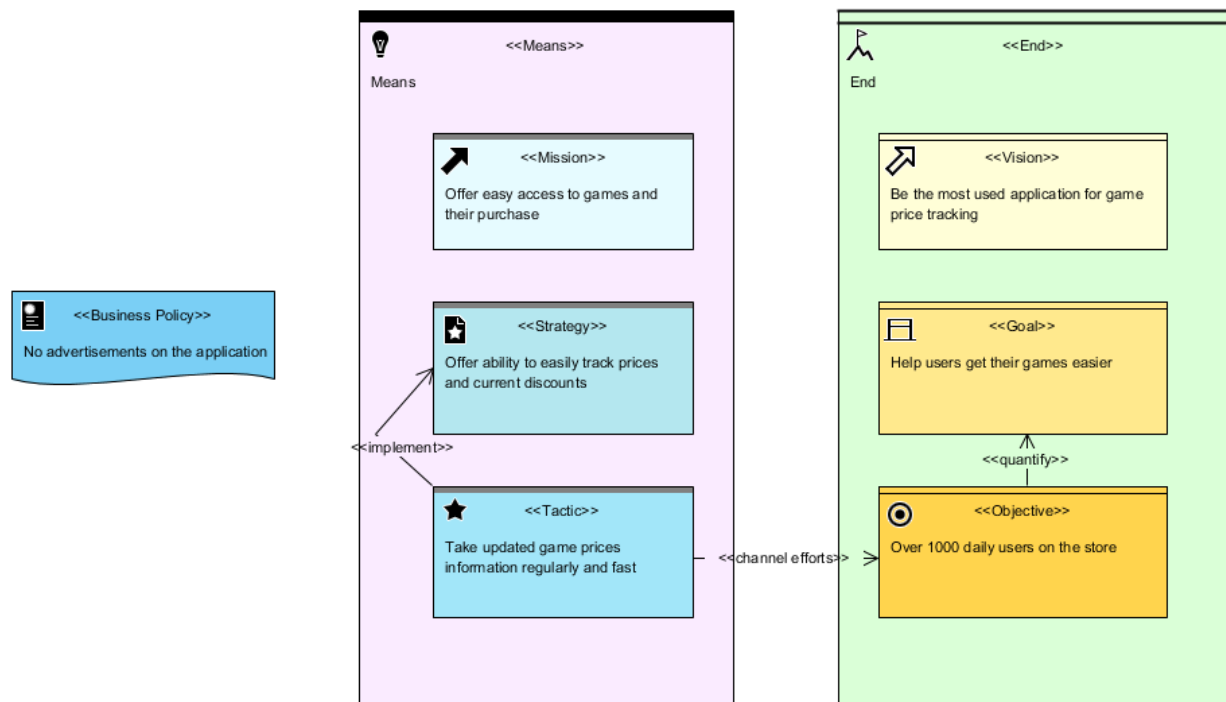 <<Business Policy>>
No advertisements on the application
<<Means>>
Means
<<Mission>>
Offer easy access to games and
their purchase
<<Strategy>>
Offer ability to easily track prices
and current discounts
<<implement>>
<<Tactic>>
Take updated game prices
information regularly and fast
<<channel efforts>>
<<End>>
End
<<Vision>>
Be the most used application for game
price tracking
<<Goal>>
Help users get their games easier
<<quantify>>
<<Objective>>
Over 1000 daily users on the store